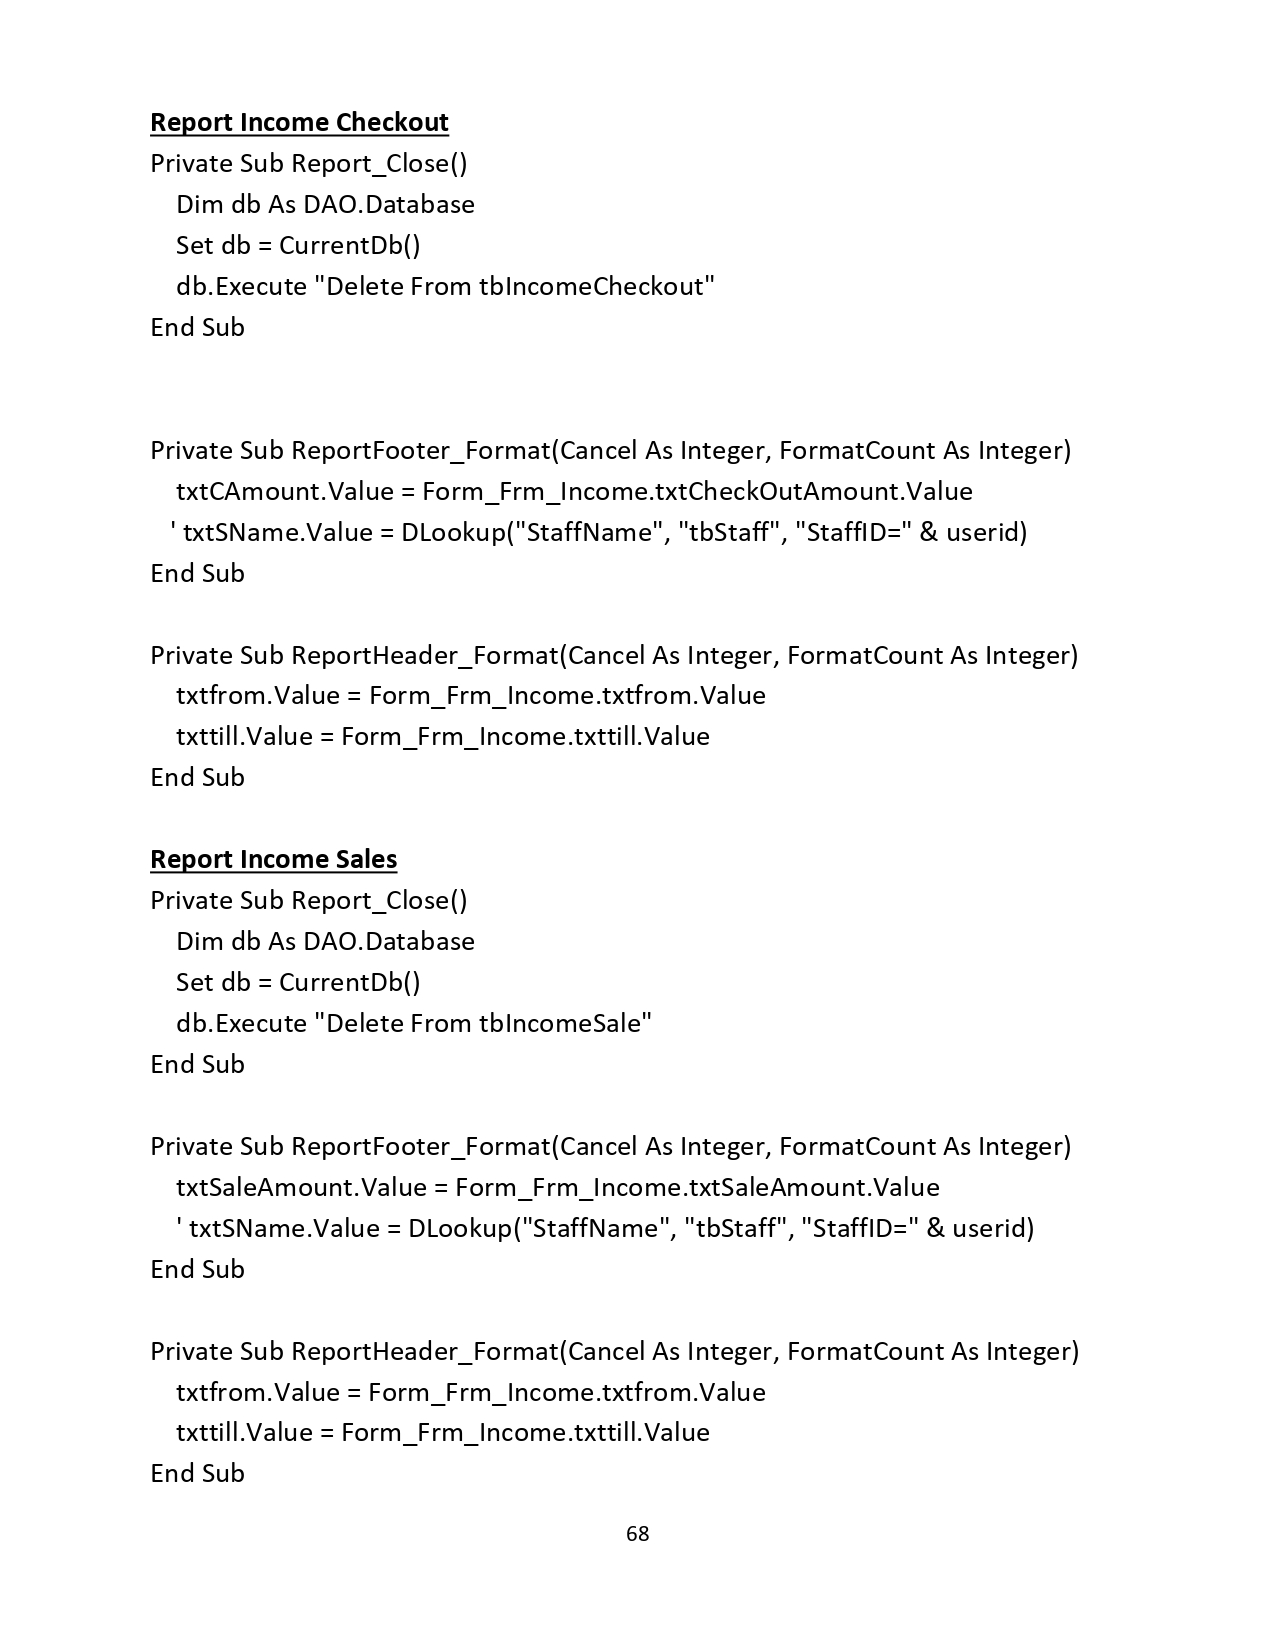 Report Income Checkout
Private Sub Report_Close()
Dim db As DAO.Database
Set db = CurrentDb()
db.Execute "Delete From tbIncomeCheckout"
End Sub
Private Sub ReportFooter_Format(Cancel As Integer, FormatCount As Integer)
txtCAmount.Value = Form_Frm_Income.txtCheckOutAmount.Value
' txtSName.Value = DLookup("StaffName", "tbStaff", "StaffID=" & userid)
End Sub
Private Sub ReportHeader_Format(Cancel As Integer, FormatCount As Integer)
txtfrom.Value = Form_Frm_Income.txtfrom.Value
txttill.Value = Form_Frm_Income.txttill.Value
End Sub
Report Income Sales
Private Sub Report_Close()
Dim db As DAO.Database
Set db = CurrentDb()
db.Execute "Delete From tbIncomeSale"
End Sub
Private Sub ReportFooter_Format(Cancel As Integer, FormatCount As Integer)
txtSaleAmount.Value = Form_Frm_Income.txtSaleAmount.Value
' txtSName.Value = DLookup("StaffName", "tbStaff", "StaffID=" & userid)
End Sub
Private Sub ReportHeader_Format(Cancel As Integer, FormatCount As Integer)
txtfrom.Value = Form_Frm_Income.txtfrom.Value
txttill.Value = Form_Frm_Income.txttill.Value
End Sub
68